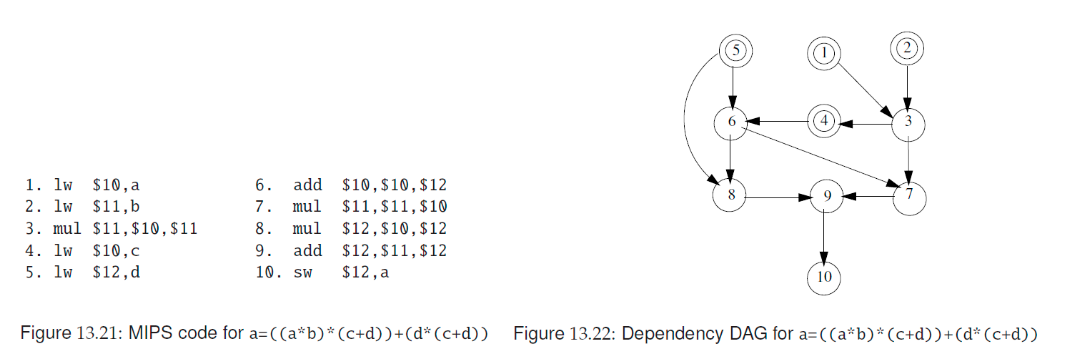 1. lw $10,a
2. lw $11,b
3. mul $11,$10,$11
4. lw $10,c
5. lw $12,d
6. add $10,$10,$12
7. mul $11,$11,$10
8. mul $12,$10,$12
9. add $12,$11,$12
10. sw $12,a
Figure 13.21: MIPS code for a=((a*b)*(c+d))+(d*(c+d))
5 1 2
6 4 3
8 9 7
10
Figure 13.22: Dependency DAG for a=((a*b)*(c+d))+(d*(c+d))